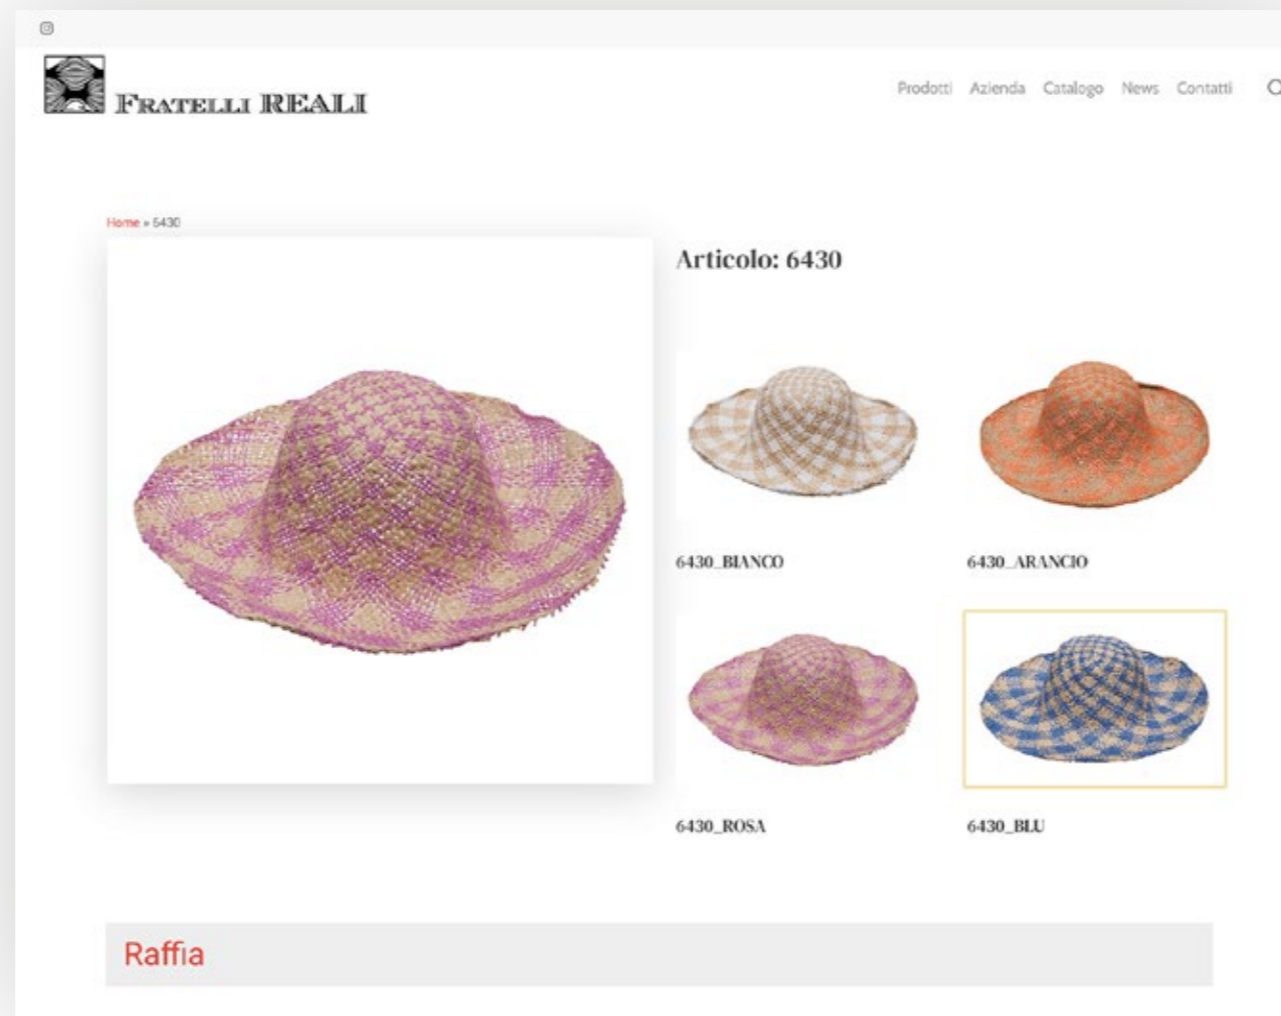 FRATELLI REALI
Prodotti Azienda Catalogo News Contatti
Home » 6430
Articolo: 6430
6430_BIANCO
6430_ARANCIO
6430_ROSA
6430_BLU
Raffia